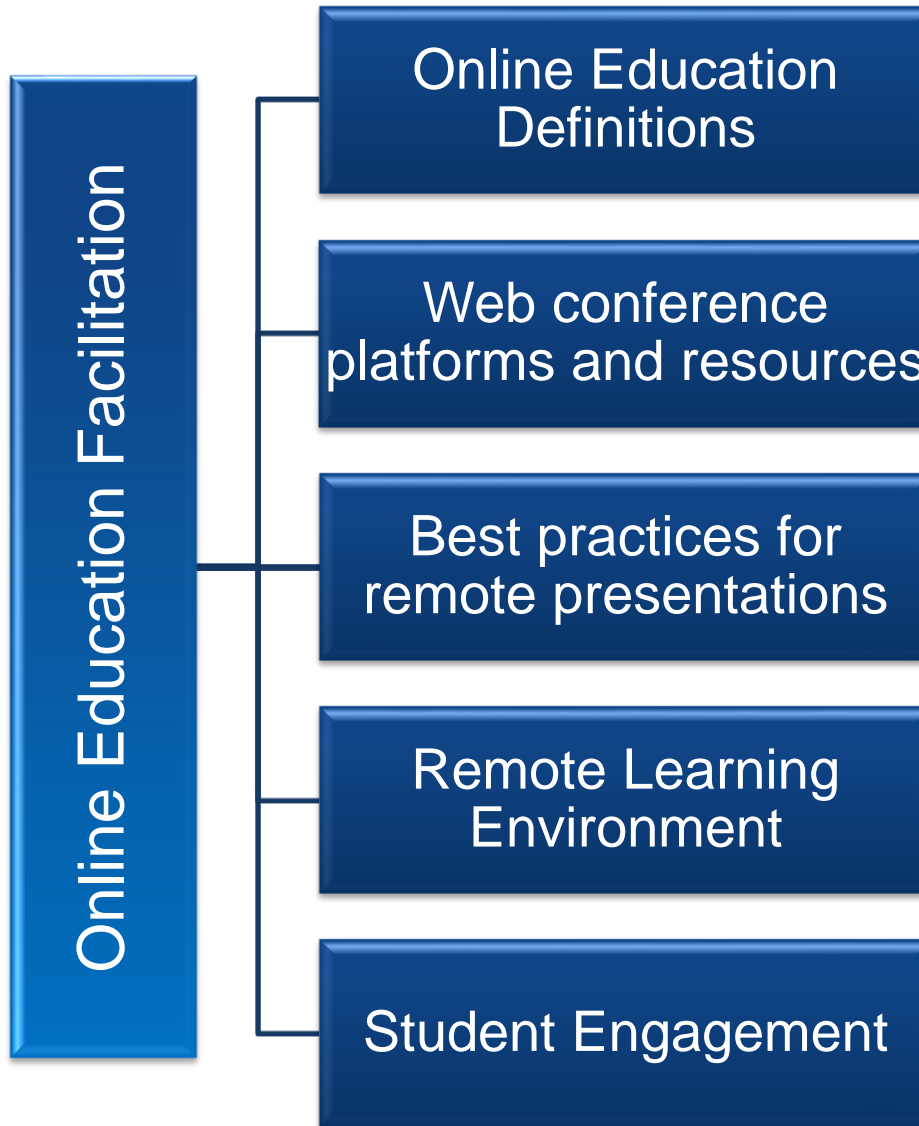 Online Education Facilitation
Online Education
Definitions
Web conference
platforms and resources
Best practices for
remote presentations
Remote Learning
Environment
Student Engagement